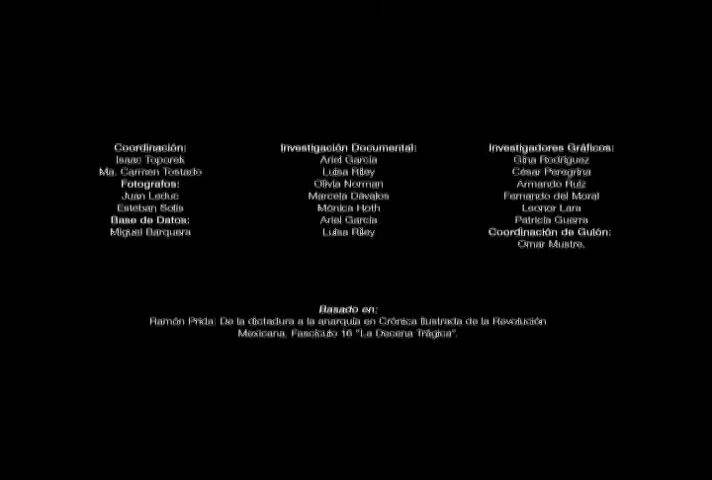 Coordinación:
Isaac Toporek
Ma. Carmen Tostado
Fotografos:
Juan Leduc
Esteban Solís
Base de Datos:
Miguel Barquera
Investigación Documental:
Ariel García
Luisa Riley
Olivia Norman
Marcela Dávalos
Mónica Hoth
Ariel García
Luisa Riley
Investigadores Gráficos:
Gina Rodríguez
César Peregrina
Armando Ruiz
Fernando del Moral
Leonor Lara
Patricia Guerra
Coordinación de Guión:
Omar Mustre.
Basado en:
Ramón Prida: De la dictadura a la anarquía en Crónica Ilustrada de la Revolución
Mexicana. Fascículo 16 "La Decena Trágica".